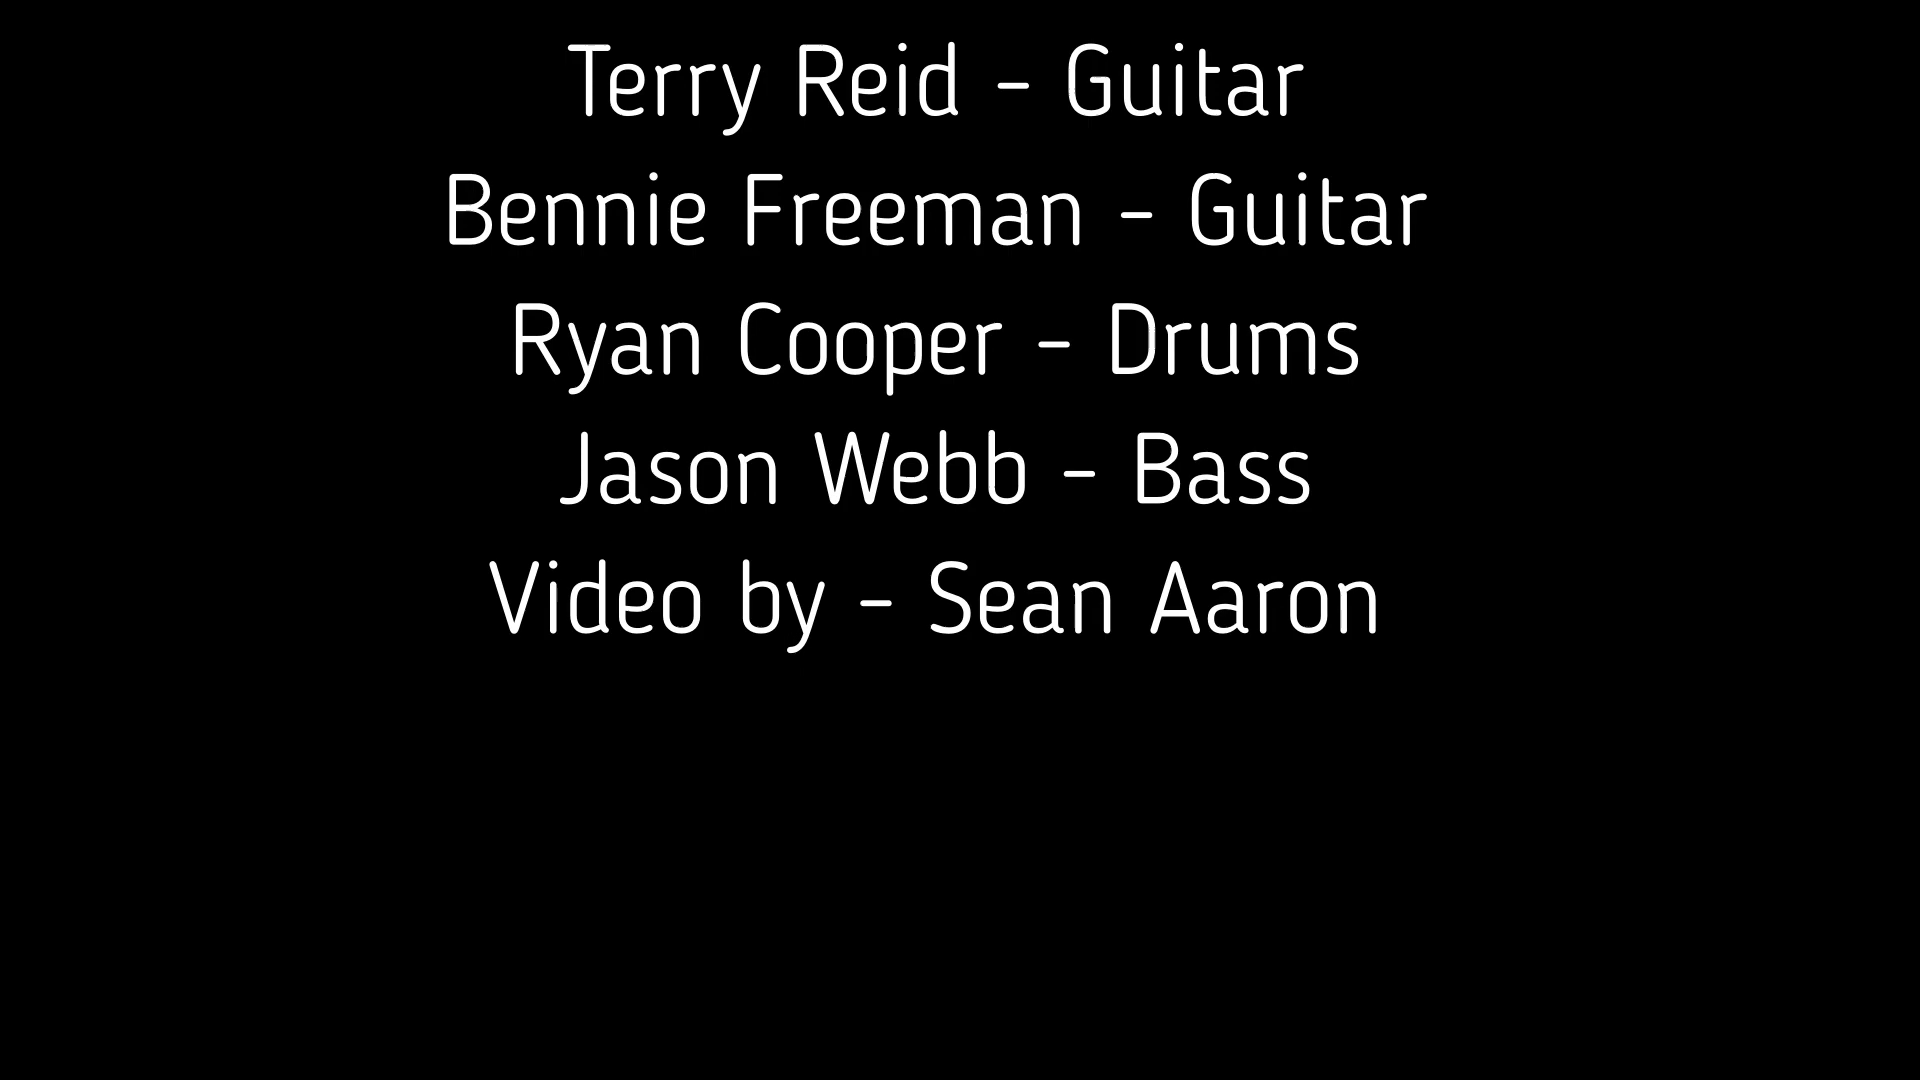 Terry Reid - Guitar
Bennie Freeman - Guitar
Ryan Cooper - Drums
Jason Webb - Bass
Video by - Sean Aaron